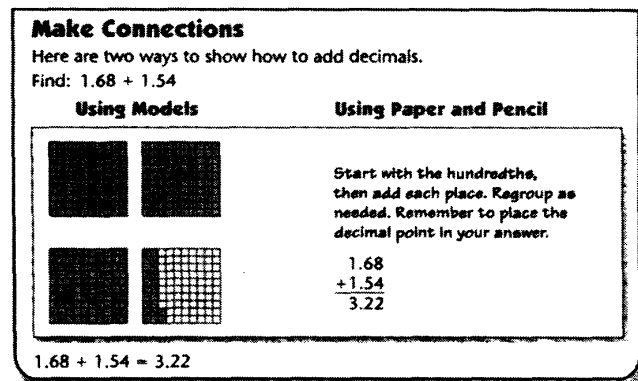 Make Connections
Here are two ways to show how to add decimals.
Find: 1.68 + 1.54
Using Models
Using Paper and Pencil
Start with the hundredths,
then add each place. Regroup as
needed. Remember to place the
decimal point in your answer.
1.68
+1.54
3.22
1.68 + 1.54 = 3.22